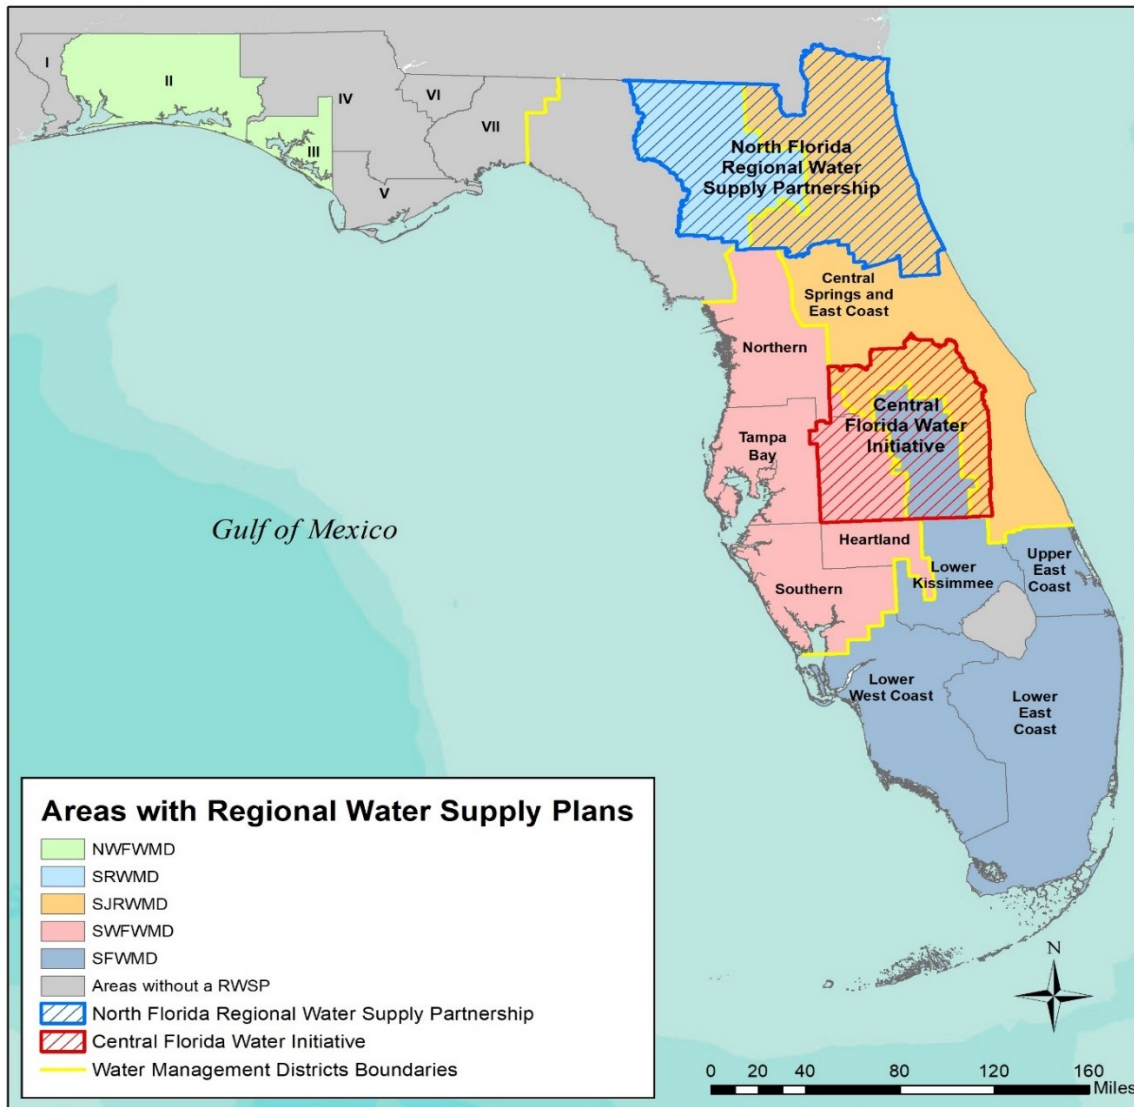 I
II
III
IV
V
VI
VII
North Florida
Regional Water
Supply Partnership
Central
Springs and
East Coast
Northern
Central
Florida Water
Initiative
Tampa
Bay
Gulf of Mexico
Heartland
Lower
Kissimmee
Upper
East
Coast
Southern
Lower
West Coast
Lower
East
Coast
Areas with Regional Water Supply Plans
NWFWMD
SRWMD
SJRWMD
SWFWMD
SFWMD
Areas without a RWSP
North Florida Regional Water Supply Partnership
Central Florida Water Initiative
Water Management Districts Boundaries
N
0 20 40 80 120 160
Miles